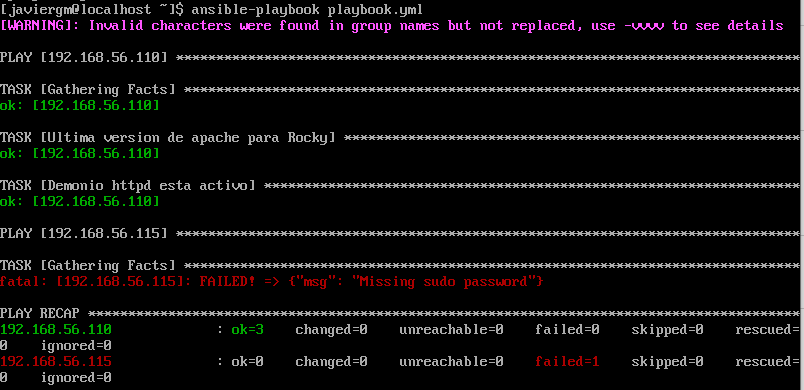 [javiergm@localhost ~]$ ansible-playbook playbook.yml
[WARNING]: Invalid characters were found in group names but not replaced, use -vvvv to see details
PLAY [192.168.56.110] ******************************************************************************
TASK [Gathering Facts] *****************************************************************************
ok: [192.168.56.110]
TASK [Ultima version de apache para Rocky] *********************************************************
ok: [192.168.56.110]
TASK [Demonio httpd esta activo] *******************************************************************
ok: [192.168.56.110]
PLAY [192.168.56.115] ******************************************************************************
TASK [Gathering Facts] *****************************************************************************
fatal: [192.168.56.115]: FAILED! => {"msg": "Missing sudo password"}
PLAY RECAP *****************************************************************************************
192.168.56.110             : ok=3    changed=0    unreachable=0    failed=0    skipped=0    rescued=
0    ignored=0
192.168.56.115             : ok=0    changed=0    unreachable=0    failed=1    skipped=0    rescued=
0    ignored=0